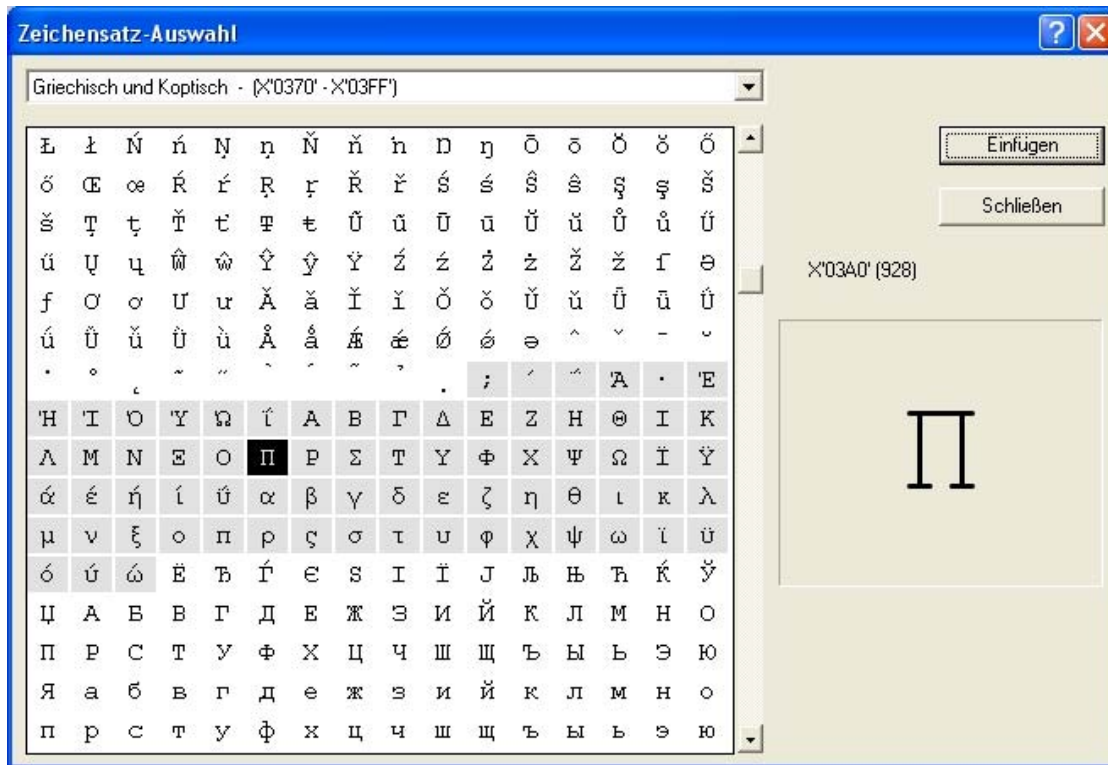 Zeichensatz-Auswahl
Griechisch und Koptisch - (X'0370' - X'03FF')
Ł ł Ń ń Ņ ņ Ň ň ŉ Ŋ ŋ Ō ō Ŏ ŏ Ő
ő Œ œ Ŕ ŕ Ŗ ŗ Ř ř Ś ś Ŝ ŝ Ş ş Š
š Ţ ţ Ť ť Ŧ ŧ Ũ ũ Ū ū Ŭ ŭ Ů ů Ű
ű Ų ų Ŵ ŵ Ŷ ŷ Ÿ Ź ź Ż ż Ž ž ſ Ə
ƒ Ơ ơ Ư ư Ǎ ǎ Ǐ ǐ Ǒ ǒ Ǔ ǔ Ǖ ǖ Ǘ
ǘ Ǚ ǚ Ǜ ǜ Ǻ ǻ Ǽ ǽ Ǿ ǿ ə ˆ ˇ ˉ ˘
; ΄ ΅ Ά · Έ
Ή Ί Ό Ύ Ώ ΐ Α Β Γ Δ Ε Ζ Η Θ Ι Κ
Λ Μ Ν Ξ Ο Π Ρ Σ Τ Υ Φ Χ Ψ Ω Ϊ Ϋ
ά έ ή ί ΰ α β γ δ ε ζ η θ ι κ λ
μ ν ξ ο π ρ ς σ τ υ φ χ ψ ω ϊ ϋ
ό ύ ώ Ё Ђ Ѓ Є Ѕ І Ї Ј Љ Њ Ћ Ќ Ў
Џ А Б В Г Д Е Ж З И Й К Л М Н О
П Р С Т У Ф Х Ц Ч Ш Щ Ъ Ы Ь Э Ю
Я а б в г д е ж з и й к л м н о
п р с т у ф х ц ч ш щ ъ ы ь э ю
Einfügen
Schließen
X'03A0' (928)
Π